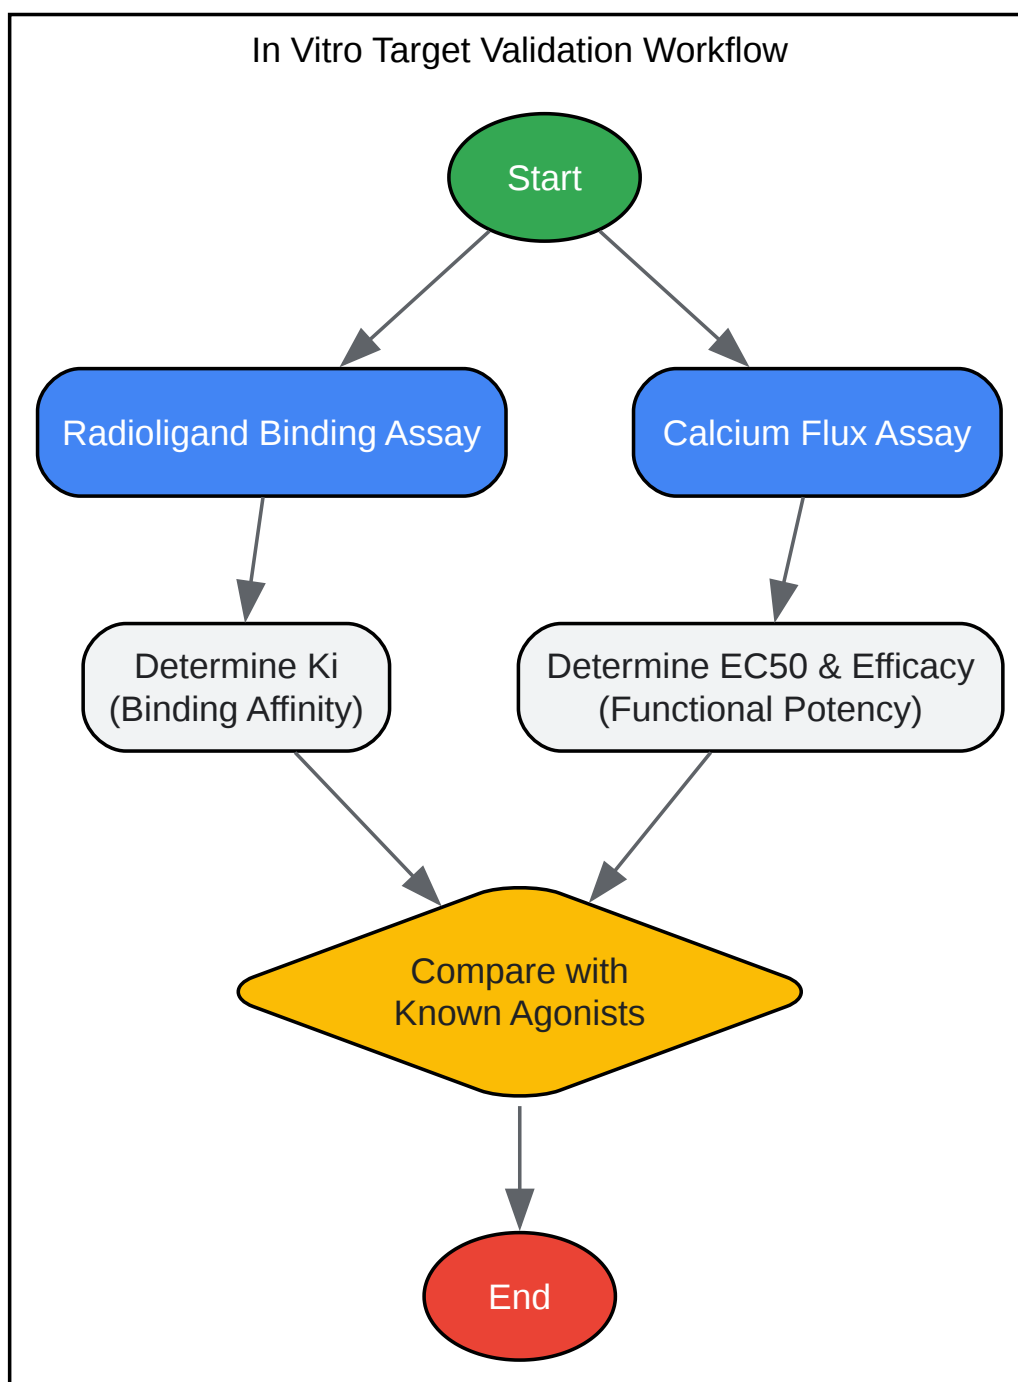 In Vitro Target Validation Workflow
Start
Radioligand Binding Assay
Calcium Flux Assay
Determine Ki
(Binding Affinity)
Determine EC50 & Efficacy
(Functional Potency)
Compare with
Known Agonists
End